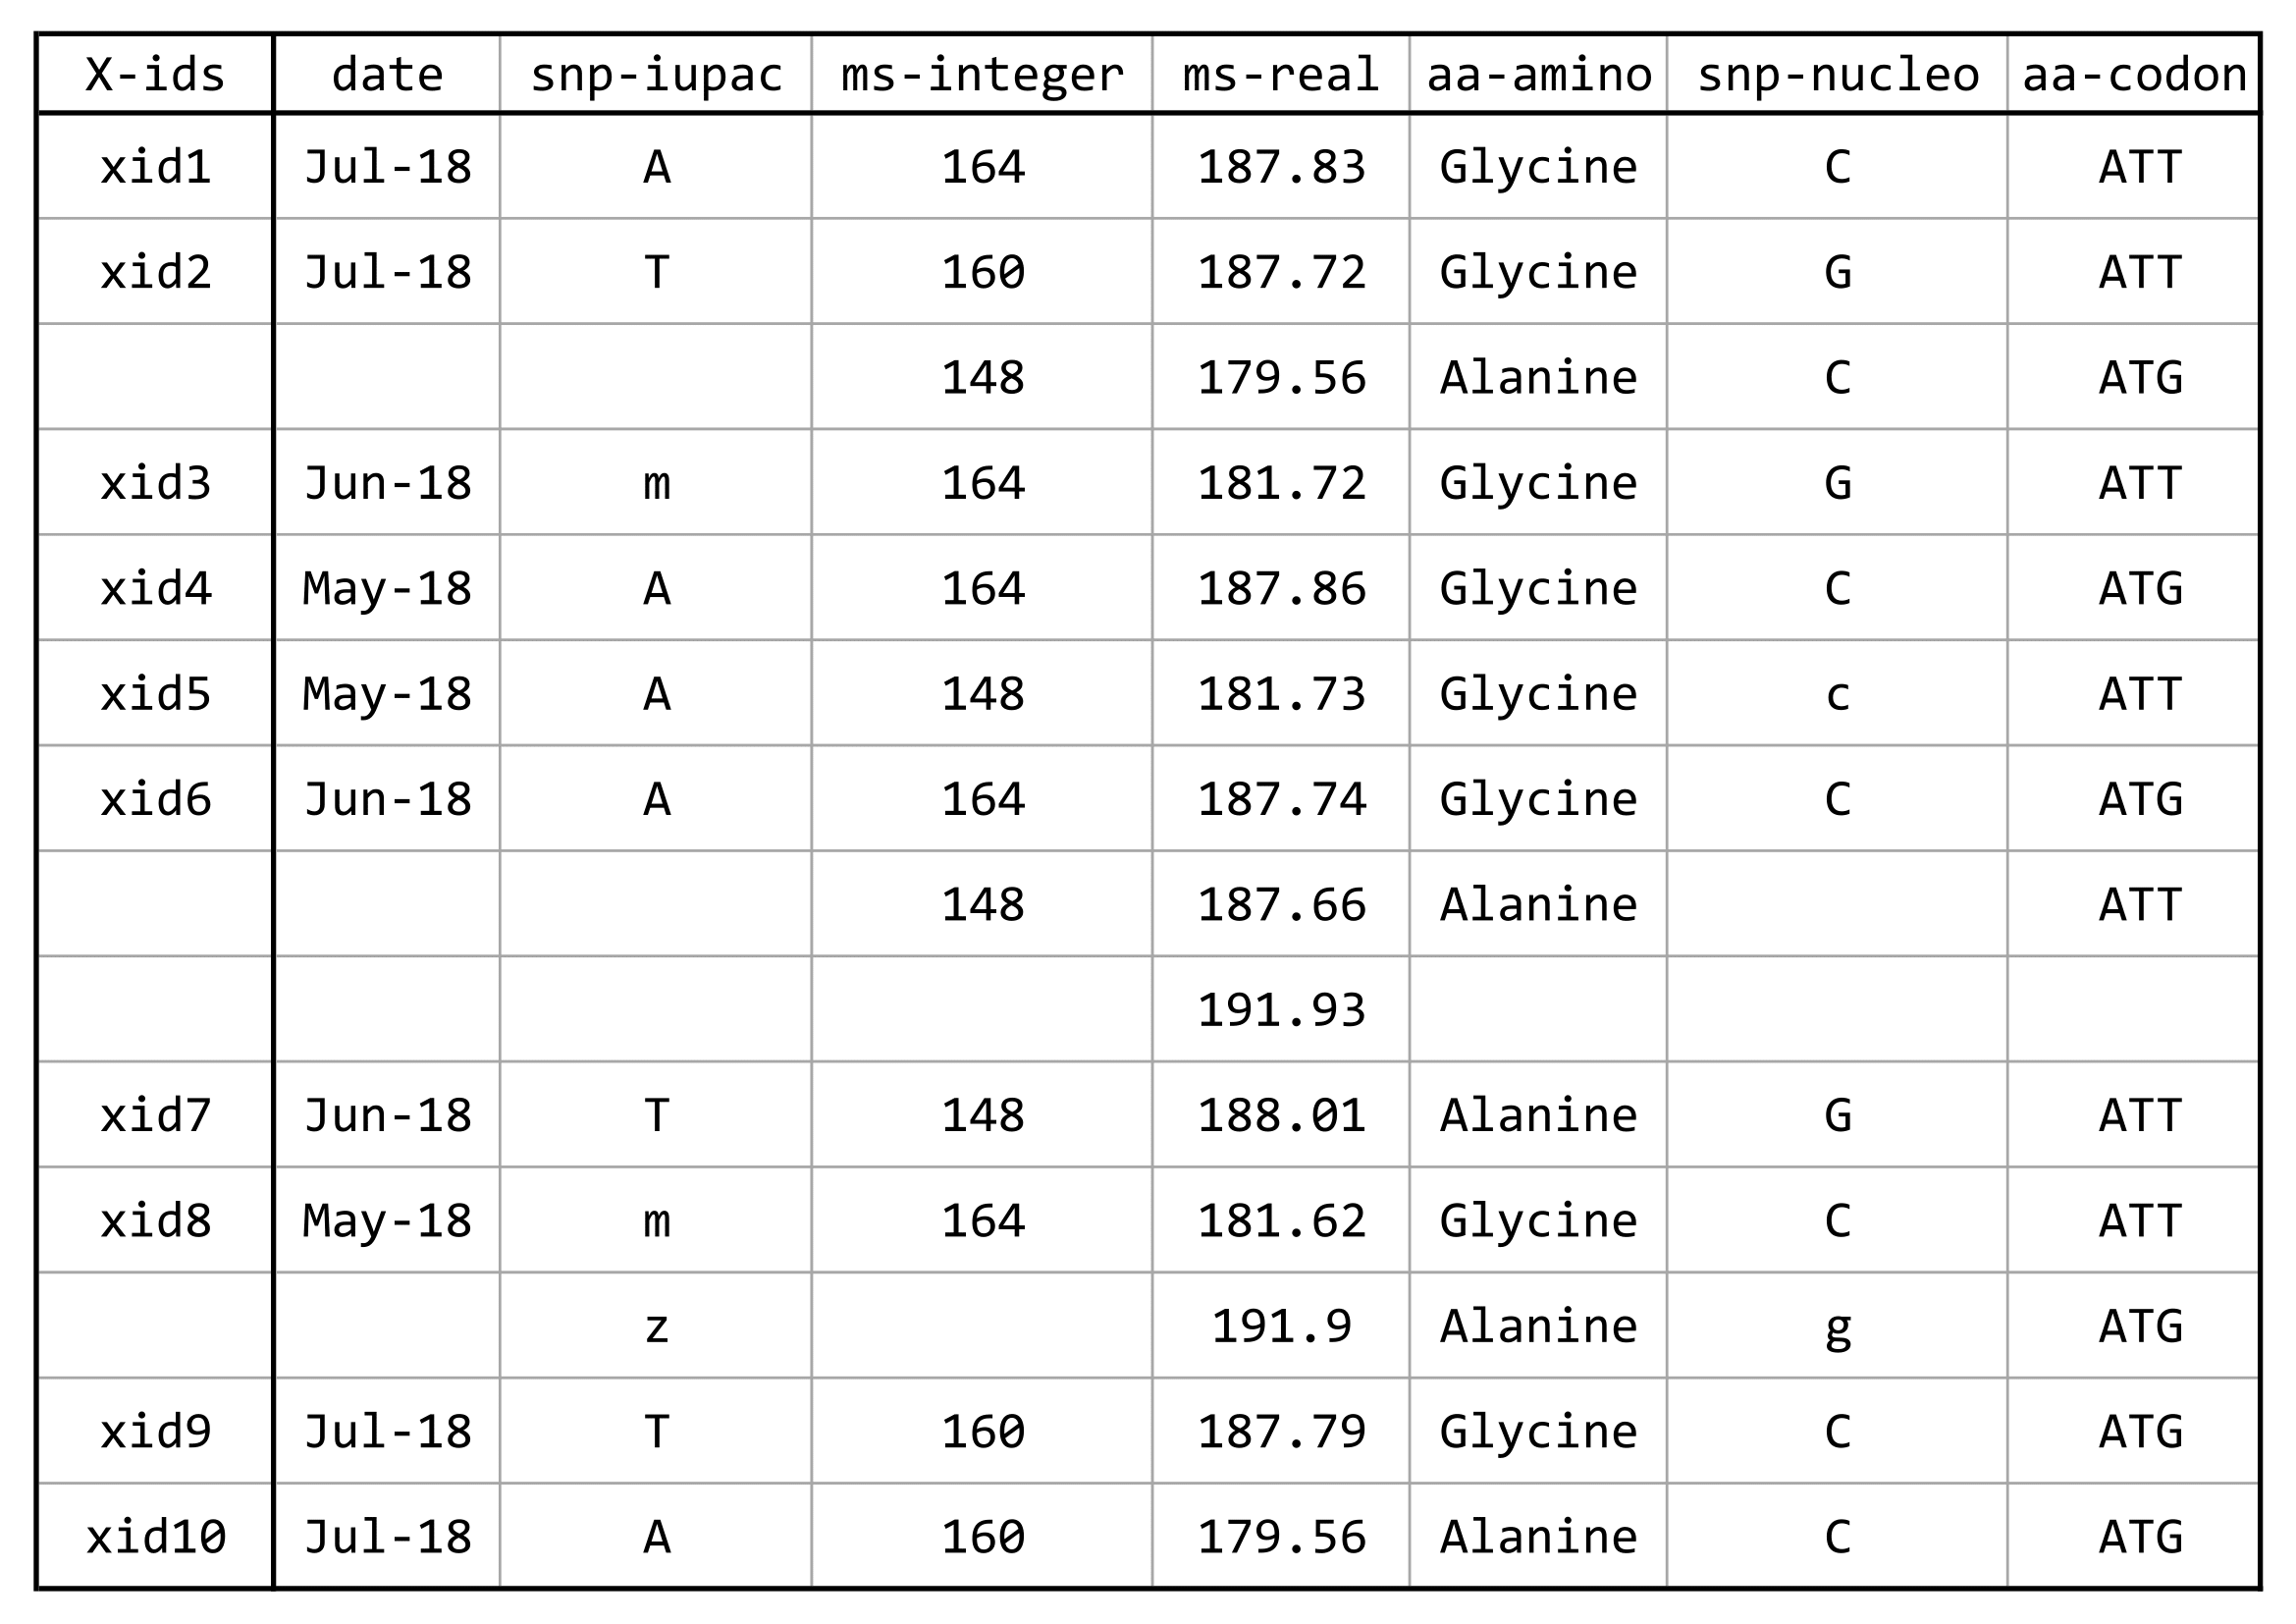 X-ids date snp-iupac ms-integer ms-real aa-amino snp-nucleo aa-codon
xid1 Jul-18 A 164 187.83 Glycine C ATT
xid2 Jul-18 T 160 187.72 Glycine G ATT
148 179.56 Alanine C ATG
xid3 Jun-18 m 164 181.72 Glycine G ATT
xid4 May-18 A 164 187.86 Glycine C ATG
xid5 May-18 A 148 181.73 Glycine c ATT
xid6 Jun-18 A 164 187.74 Glycine C ATG
148 187.66 Alanine ATT
191.93
xid7 Jun-18 T 148 188.01 Alanine G ATT
xid8 May-18 m 164 181.62 Glycine C ATT
z 191.9 Alanine g ATG
xid9 Jul-18 T 160 187.79 Glycine C ATG
xid10 Jul-18 A 160 179.56 Alanine C ATG